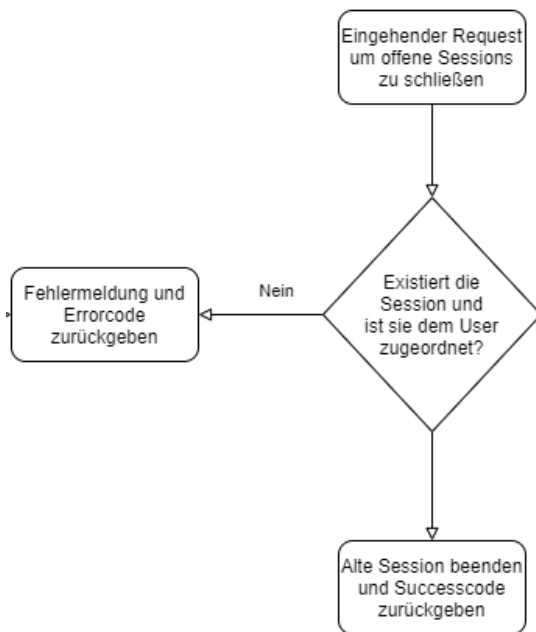 Eingehender Request
um offene Sessions
zu schließen
Nein
Existiert die
Session und
ist sie dem User
zugeordnet?
Fehlermeldung und
Errorcode
zurückgeben
Alte Session beenden
und Successcode
zurückgeben